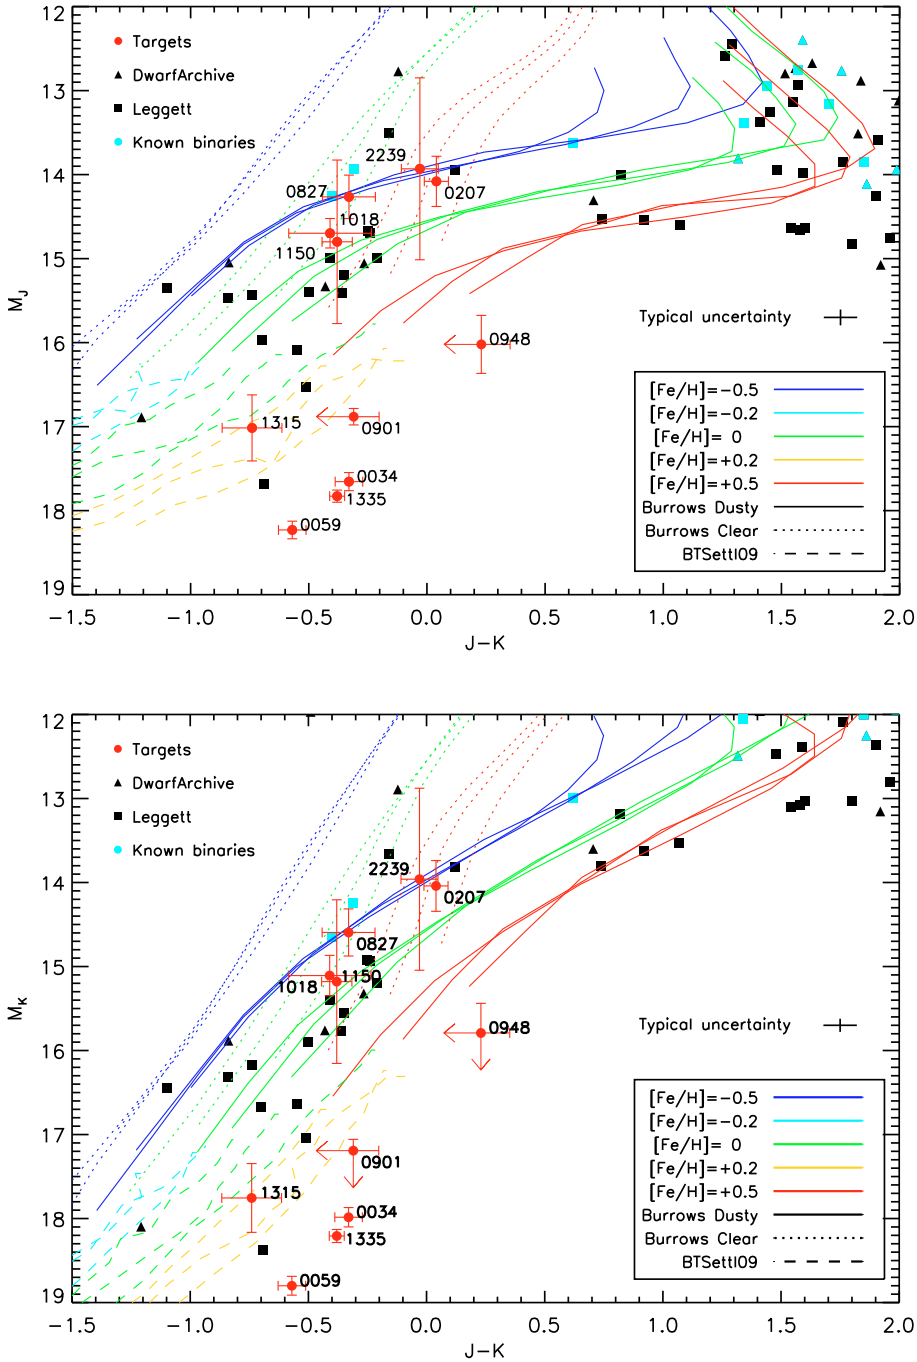 12
13
14
15
16
17
18
19
M_J
Targets
DwarfArchive
Leggett
Known binaries
2239
0207
0827
1018
1150
0948
Typical uncertainty
1315
0901
0034
1335
0059
[Fe/H]=-0.5
[Fe/H]=-0.2
[Fe/H]= 0
[Fe/H]=+0.2
[Fe/H]=+0.5
Burrows Dusty
Burrows Clear
BTSettl09
-1.5 -1.0 -0.5 0.0 0.5 1.0 1.5 2.0
J-K
12
13
14
15
16
17
18
19
M_K
Targets
DwarfArchive
Leggett
Known binaries
2239
0207
0827
1018
1150
0948
Typical uncertainty
0901
1315
0034
1335
0059
[Fe/H]=-0.5
[Fe/H]=-0.2
[Fe/H]= 0
[Fe/H]=+0.2
[Fe/H]=+0.5
Burrows Dusty
Burrows Clear
BTSettl09
-1.5 -1.0 -0.5 0.0 0.5 1.0 1.5 2.0
J-K